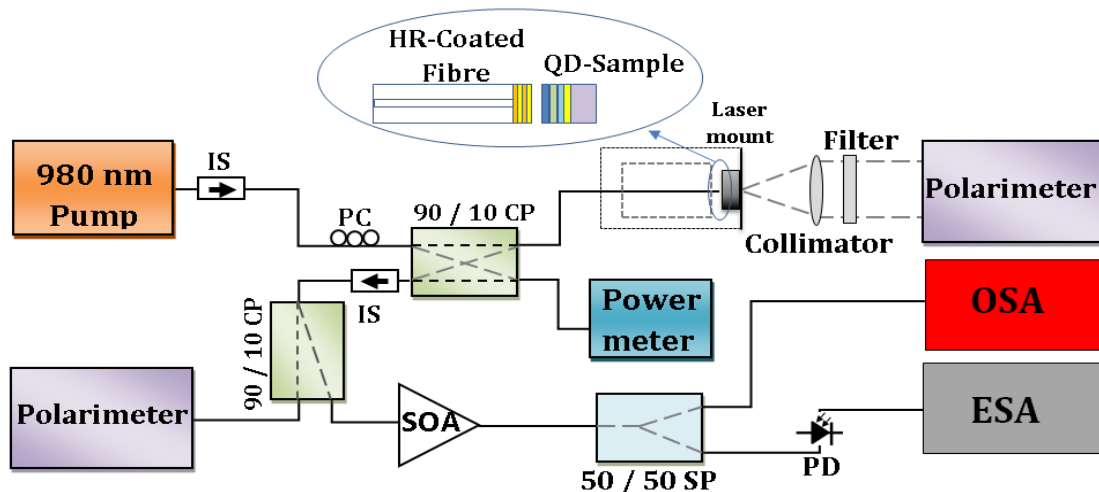 HR-Coated
Fibre
QD-Sample
Laser
mount
Filter
IS
980 nm
Pump
Polarimeter
PC
90 / 10 CP
Collimator
IS
Power
meter
OSA
90 / 10 CP
Polarimeter
SOA
ESA
PD
50 / 50 SP